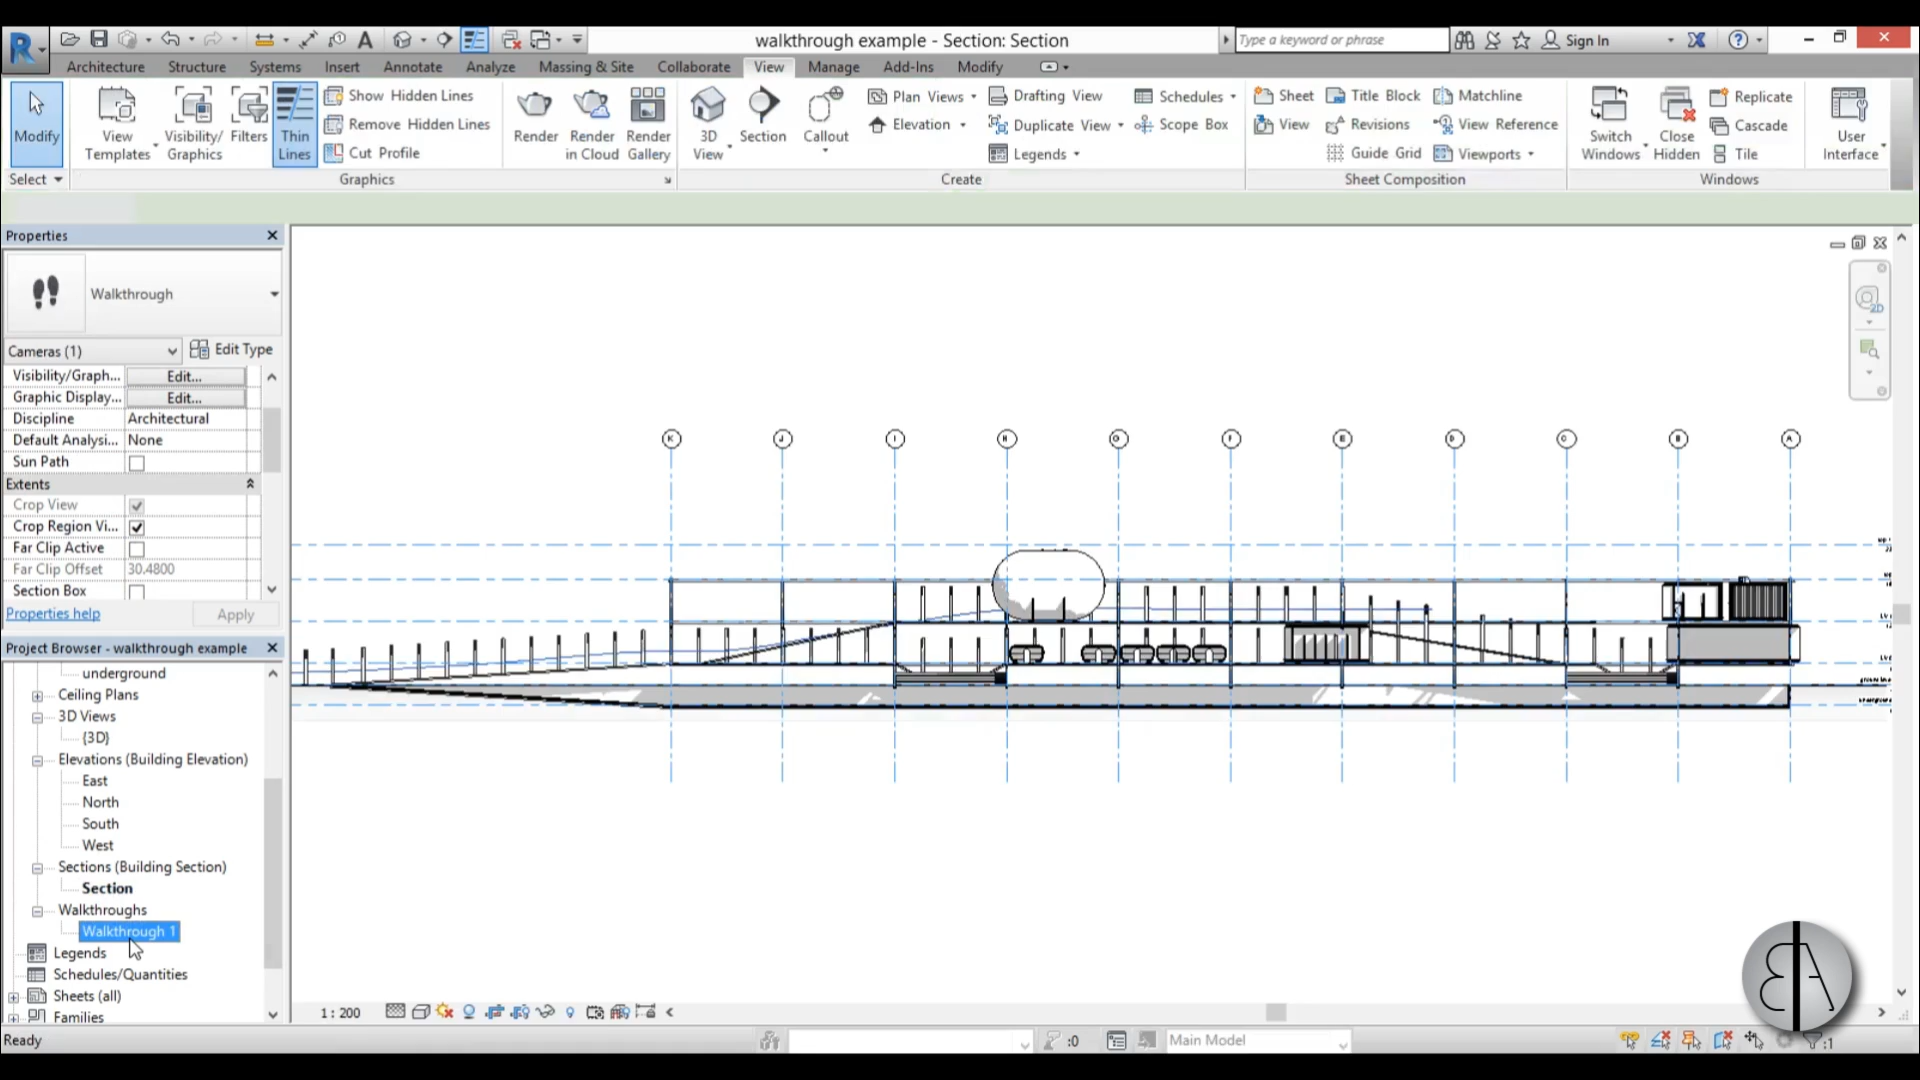 walkthrough example - Section: Section
Type a keyword or phrase
Sign In
Architecture Structure Systems Insert Annotate Analyze Massing & Site Collaborate View Manage Add-Ins Modify
Modify
View Templates
Visibility/ Graphics
Filters
Thin Lines
Show Hidden Lines
Remove Hidden Lines
Cut Profile
Render
Render in Cloud
Render Gallery
3D View
Section
Callout
Plan Views
Elevation
Drafting View
Duplicate View
Legends
Schedules
Scope Box
Sheet
View
Title Block
Revisions
Guide Grid
Matchline
View Reference
Viewports
Switch Windows
Close Hidden
Replicate
Cascade
Tile
User Interface
Select
Graphics
Create
Sheet Composition
Windows
Properties
Walkthrough
Cameras (1)
Edit Type
Visibility/Graph... Edit...
Graphic Display... Edit...
Discipline Architectural
Default Analysi... None
Sun Path
Extents
Crop View
Crop Region Vi...
Far Clip Active
Far Clip Offset 30.4800
Section Box
Properties help
Apply
Project Browser - walkthrough example
underground
Ceiling Plans
3D Views
{3D}
Elevations (Building Elevation)
East
North
South
West
Sections (Building Section)
Section
Walkthroughs
Walkthrough 1
Legends
Schedules/Quantities
Sheets (all)
Families
K J I H G F E D C B A
2D
1 : 200
Ready
:0
Main Model
:1